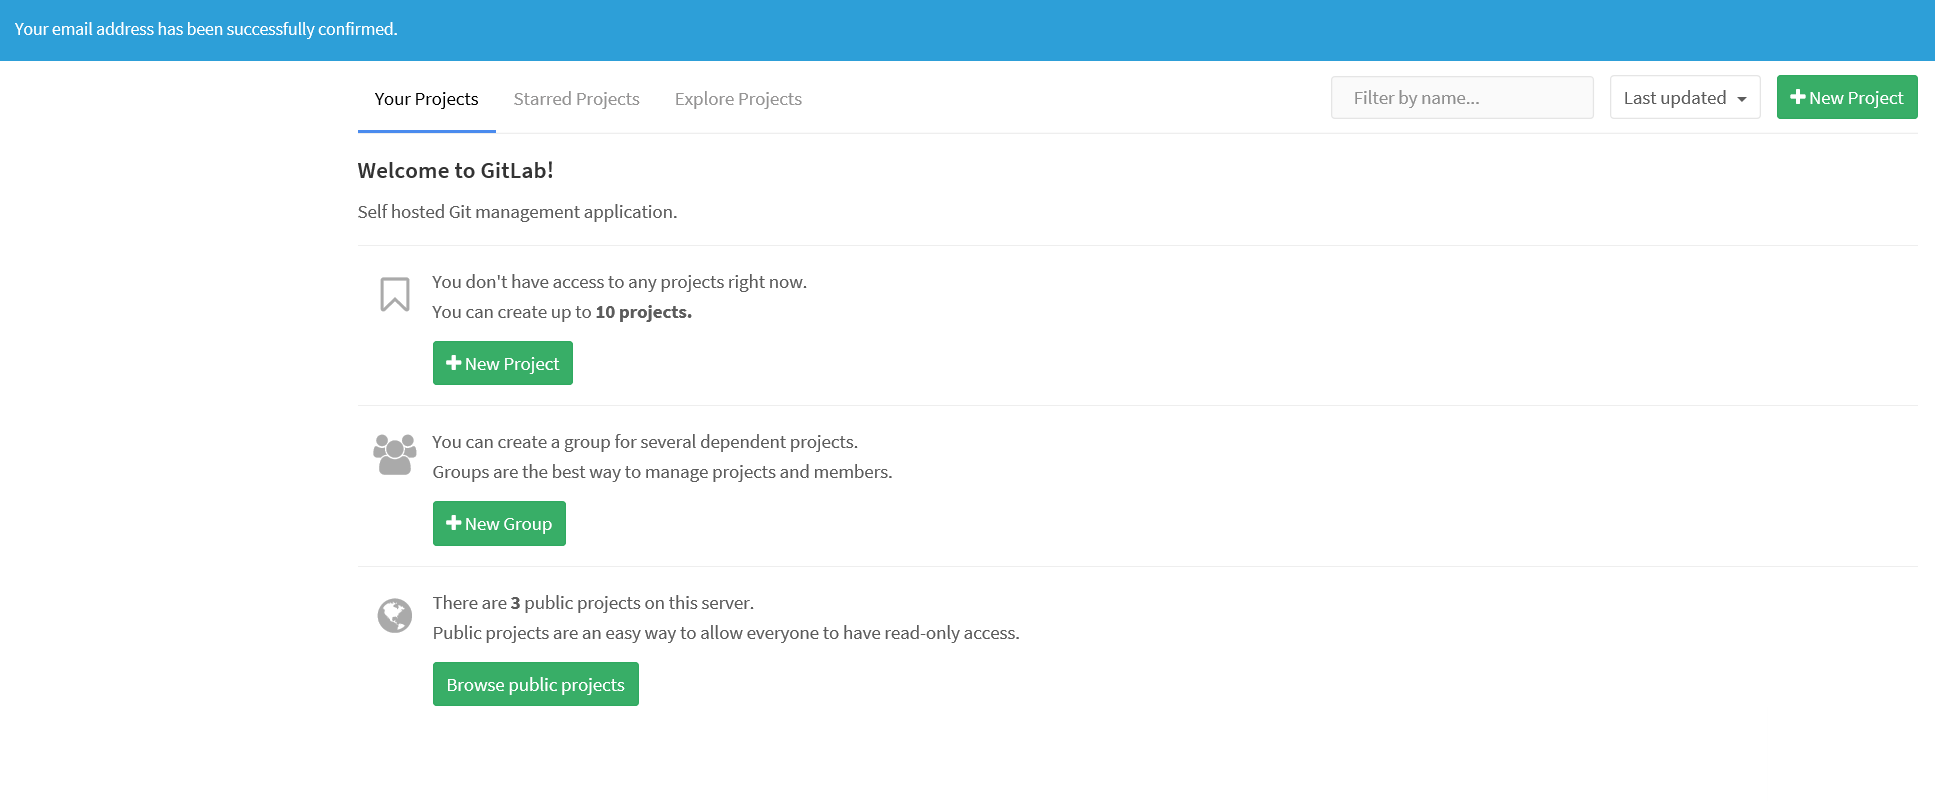 Your email address has been successfully confirmed.
Your Projects Starred Projects Explore Projects Filter by name... Last updated New Project
Welcome to GitLab!
Self hosted Git management application.
You don't have access to any projects right now.
You can create up to 10 projects.
New Project
You can create a group for several dependent projects.
Groups are the best way to manage projects and members.
New Group
There are 3 public projects on this server.
Public projects are an easy way to allow everyone to have read-only access.
Browse public projects